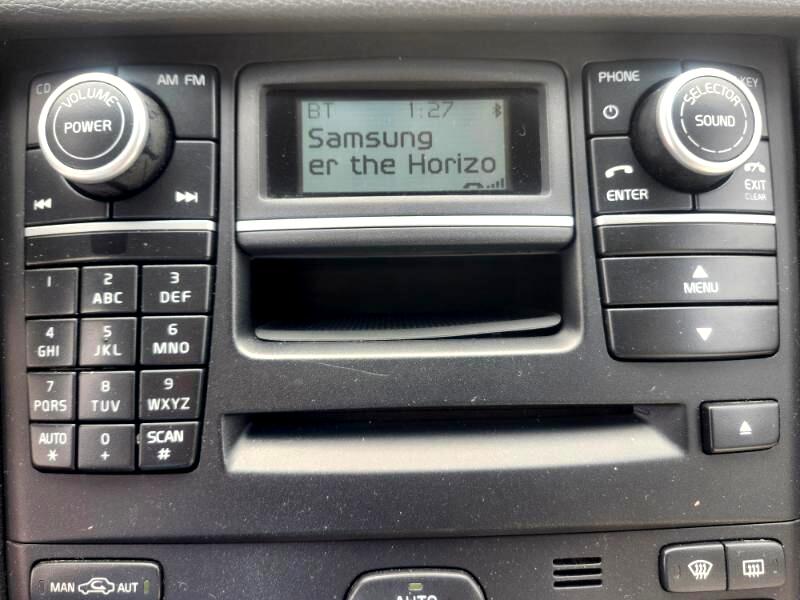 CD
AM FM
VOLUME
POWER
BT 1:27
Samsung
er the Horizo
PHONE
KEY
SELECTOR
SOUND
ENTER
EXIT
CLEAR
MENU
1
2
ABC
3
DEF
4
GHI
5
JKL
6
MNO
7
PQRS
8
TUV
9
WXYZ
AUTO
*
0
+
SCAN
#
MAN AUT
AUTO